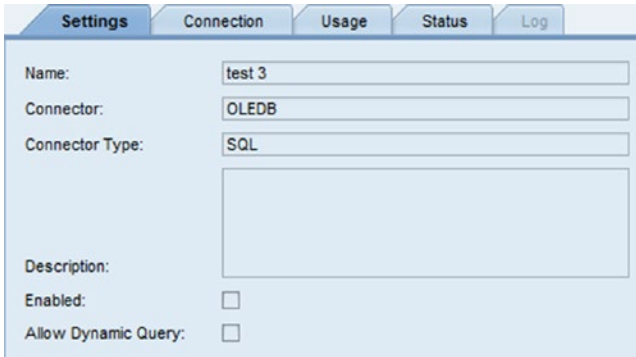 Settings Connection Usage Status Log
Name: test 3
Connector: OLEDB
Connector Type: SQL
Description:
Enabled:
Allow Dynamic Query: